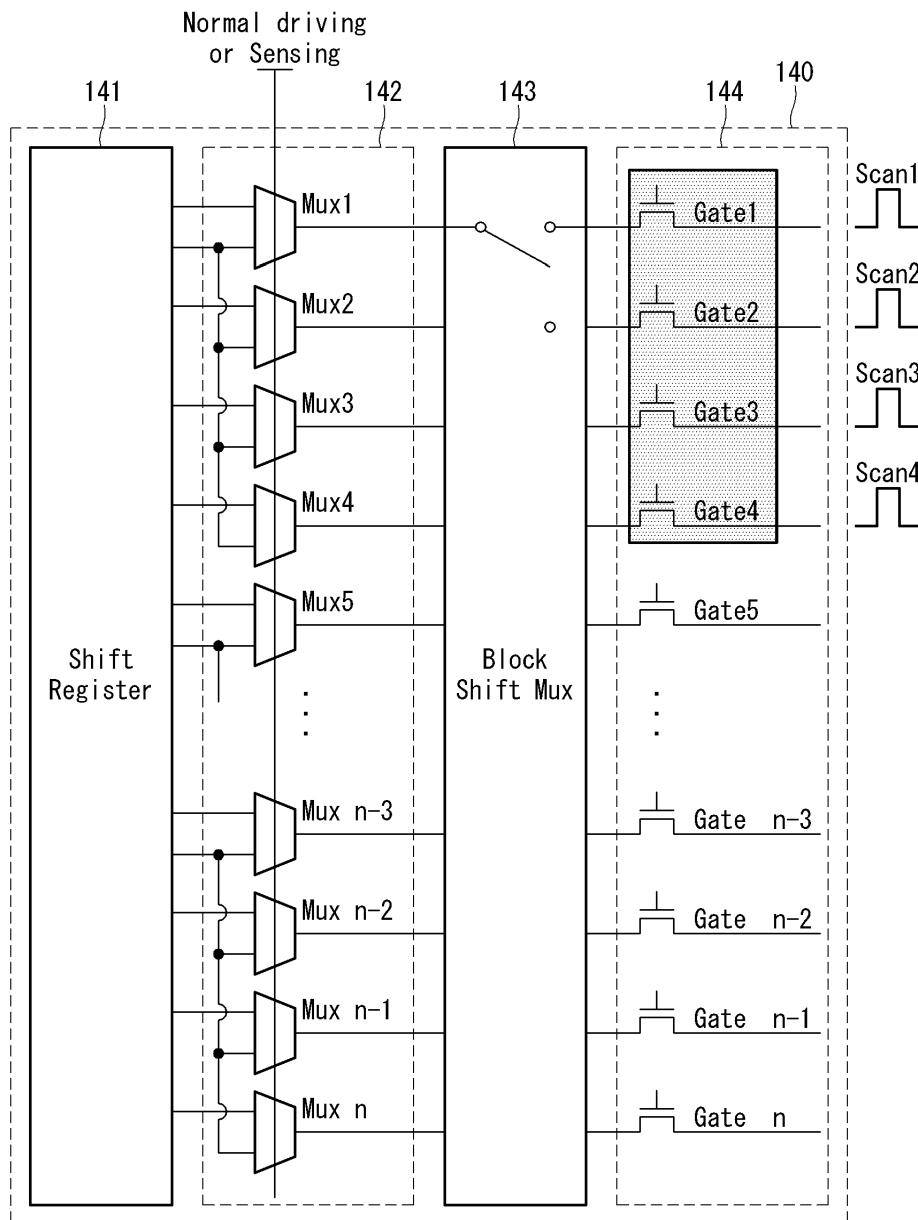 Normal driving
or Sensing
141
142
143
144
140
Mux1
Mux2
Mux3
Mux4
Mux5
Mux n-3
Mux n-2
Mux n-1
Mux n
Shift
Register
Block
Shift Mux
Gate1
Gate2
Gate3
Gate4
Gate5
Gate n-3
Gate n-2
Gate n-1
Gate n
Scan1
Scan2
Scan3
Scan4